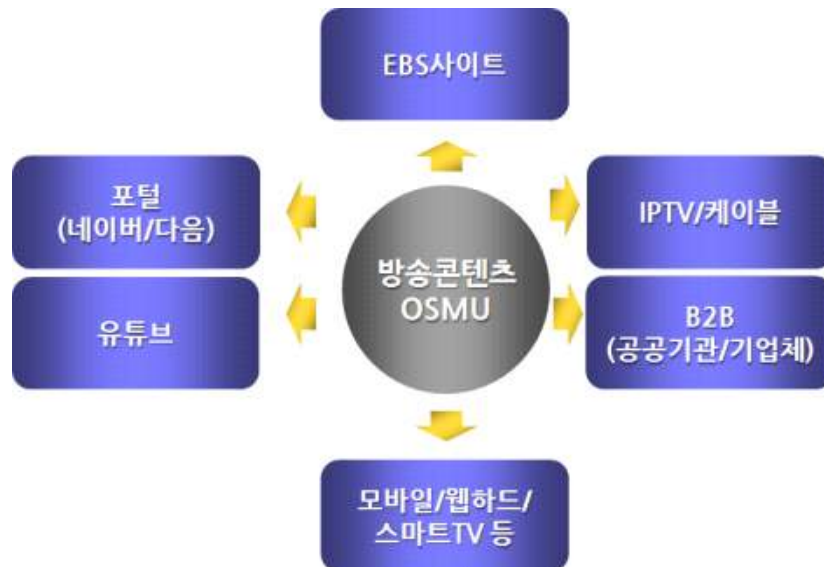 EBS사이트
포털
(네이버/다음)
IPTV/케이블
방송콘텐츠
OSMU
유튜브
B2B
(공공기관/기업체)
모바일/웹하드/
스마트TV 등